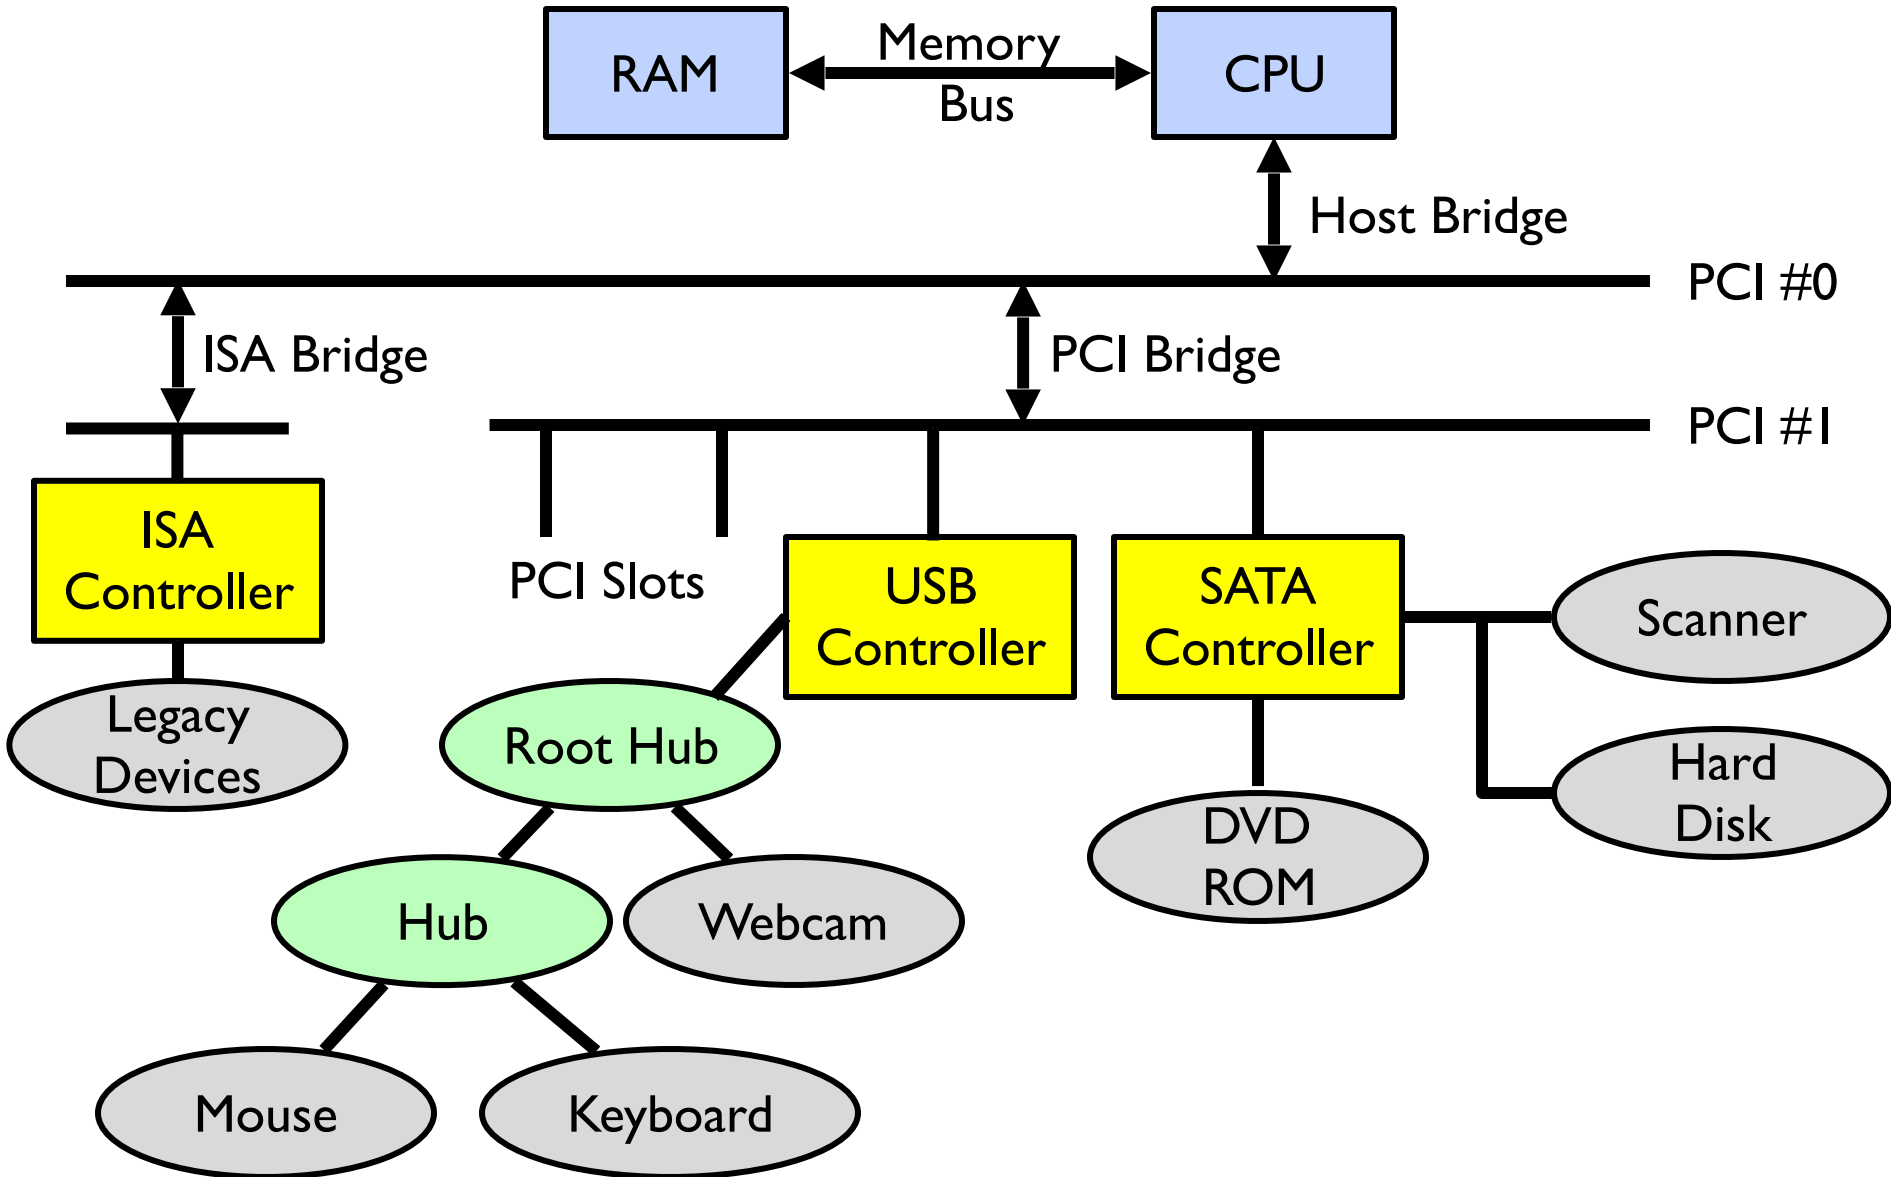 RAM
Memory
Bus
CPU
Host Bridge
PCI #0
ISA Bridge
PCI Bridge
PCI #1
ISA
Controller
PCI Slots
USB
Controller
SATA
Controller
Scanner
Legacy
Devices
Root Hub
Hard
Disk
DVD
ROM
Hub
Webcam
Mouse
Keyboard